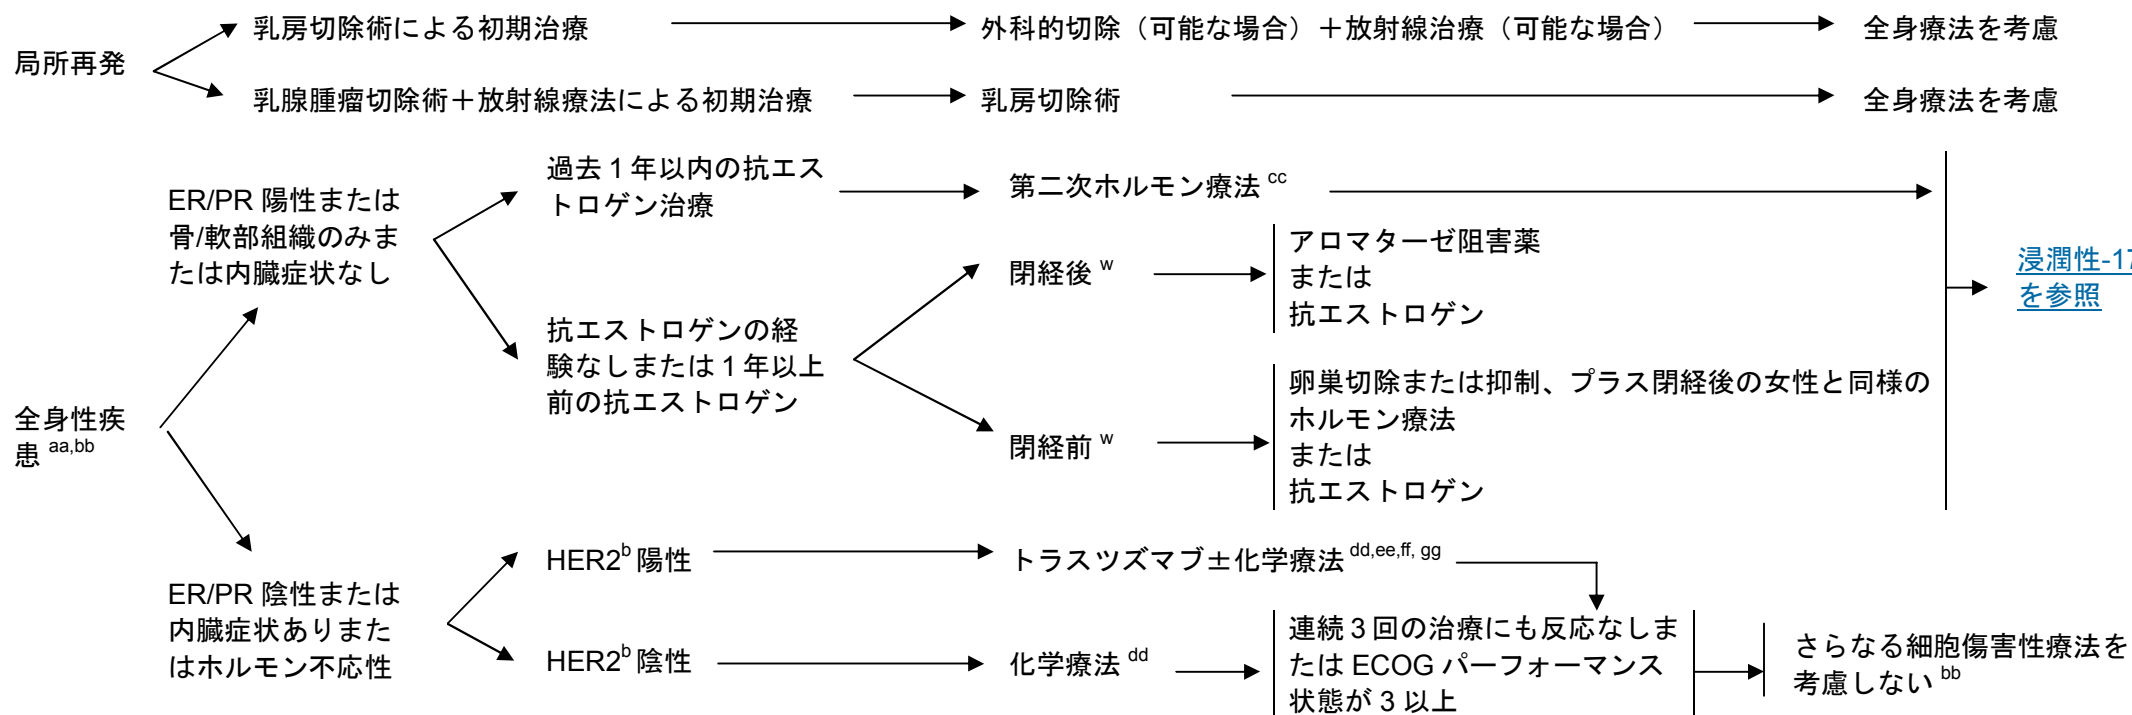 局所再発
乳房切除術による初期治療
外科的切除（可能な場合）＋放射線治療（可能な場合）
全身療法を考慮
乳腺腫瘤切除術＋放射線療法による初期治療
乳房切除術
全身療法を考慮
全身性疾
患 aa,bb
ER/PR 陽性または
骨/軟部組織のみま
たは内臓症状なし
過去 1 年以内の抗エス
トロゲン治療
第二次ホルモン療法 cc
抗エストロゲンの経
験なしまたは 1 年以上
前の抗エストロゲン
閉経後 w
アロマターゼ阻害薬
または
抗エストロゲン
閉経前 w
卵巣切除または抑制、プラス閉経後の女性と同様の
ホルモン療法
または
抗エストロゲン
浸潤性-17
を参照
ER/PR 陰性または
内臓症状ありまた
はホルモン不応性
HER2b 陽性
トラスツズマブ±化学療法 dd,ee,ff, gg
HER2b 陰性
化学療法 dd
連続 3 回の治療にも反応なしま
たは ECOG パーフォーマンス
状態が 3 以上
さらなる細胞傷害性療法を
考慮しない bb